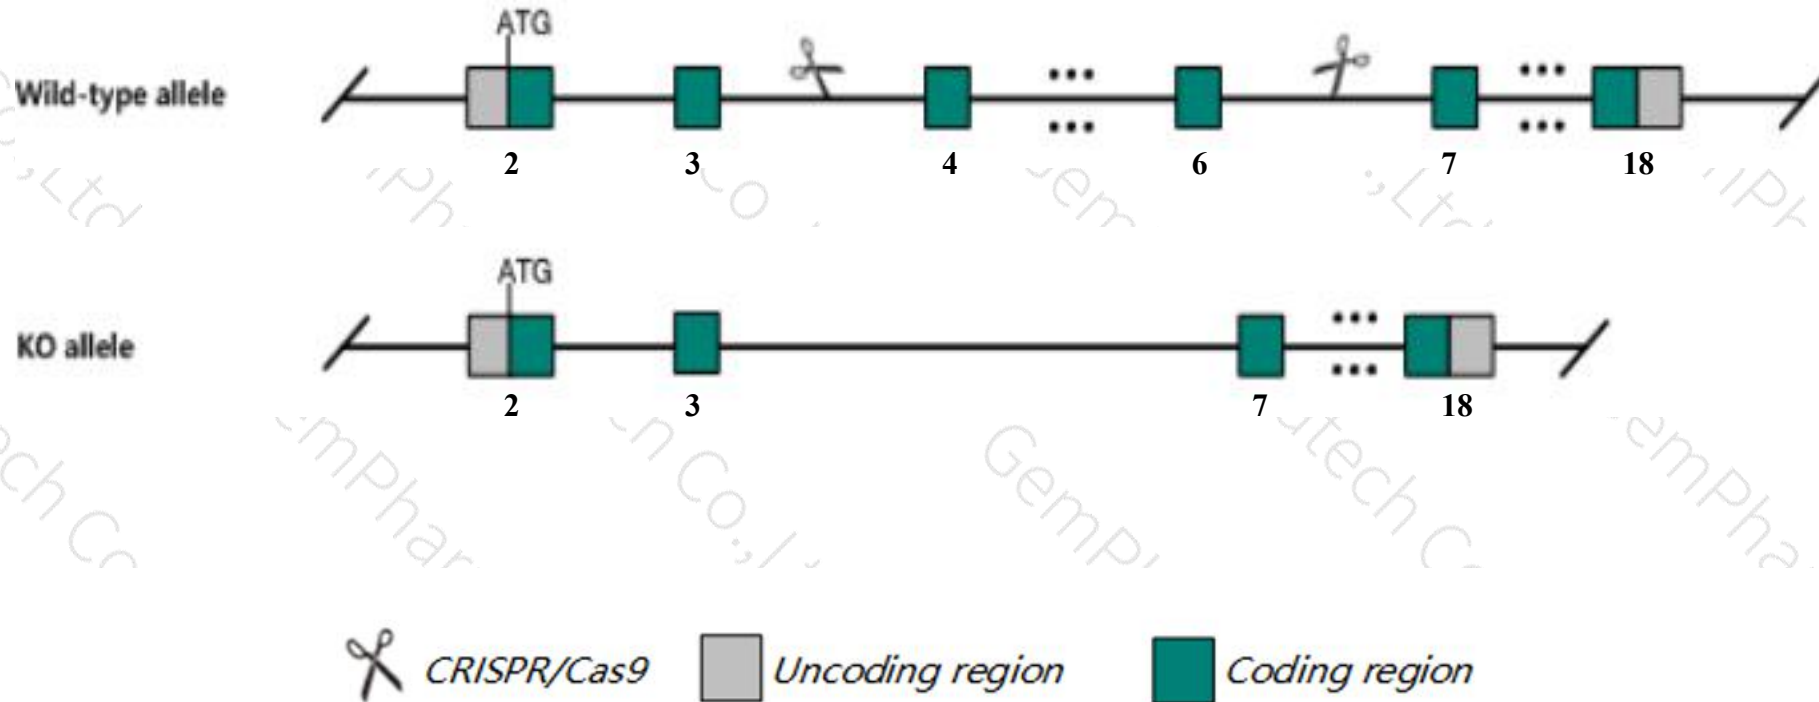 ATG
Wild-type allele
2 3 4 6 7 18
ATG
KO allele
2 3 7 18
CRISPR/Cas9 Uncoding region Coding region